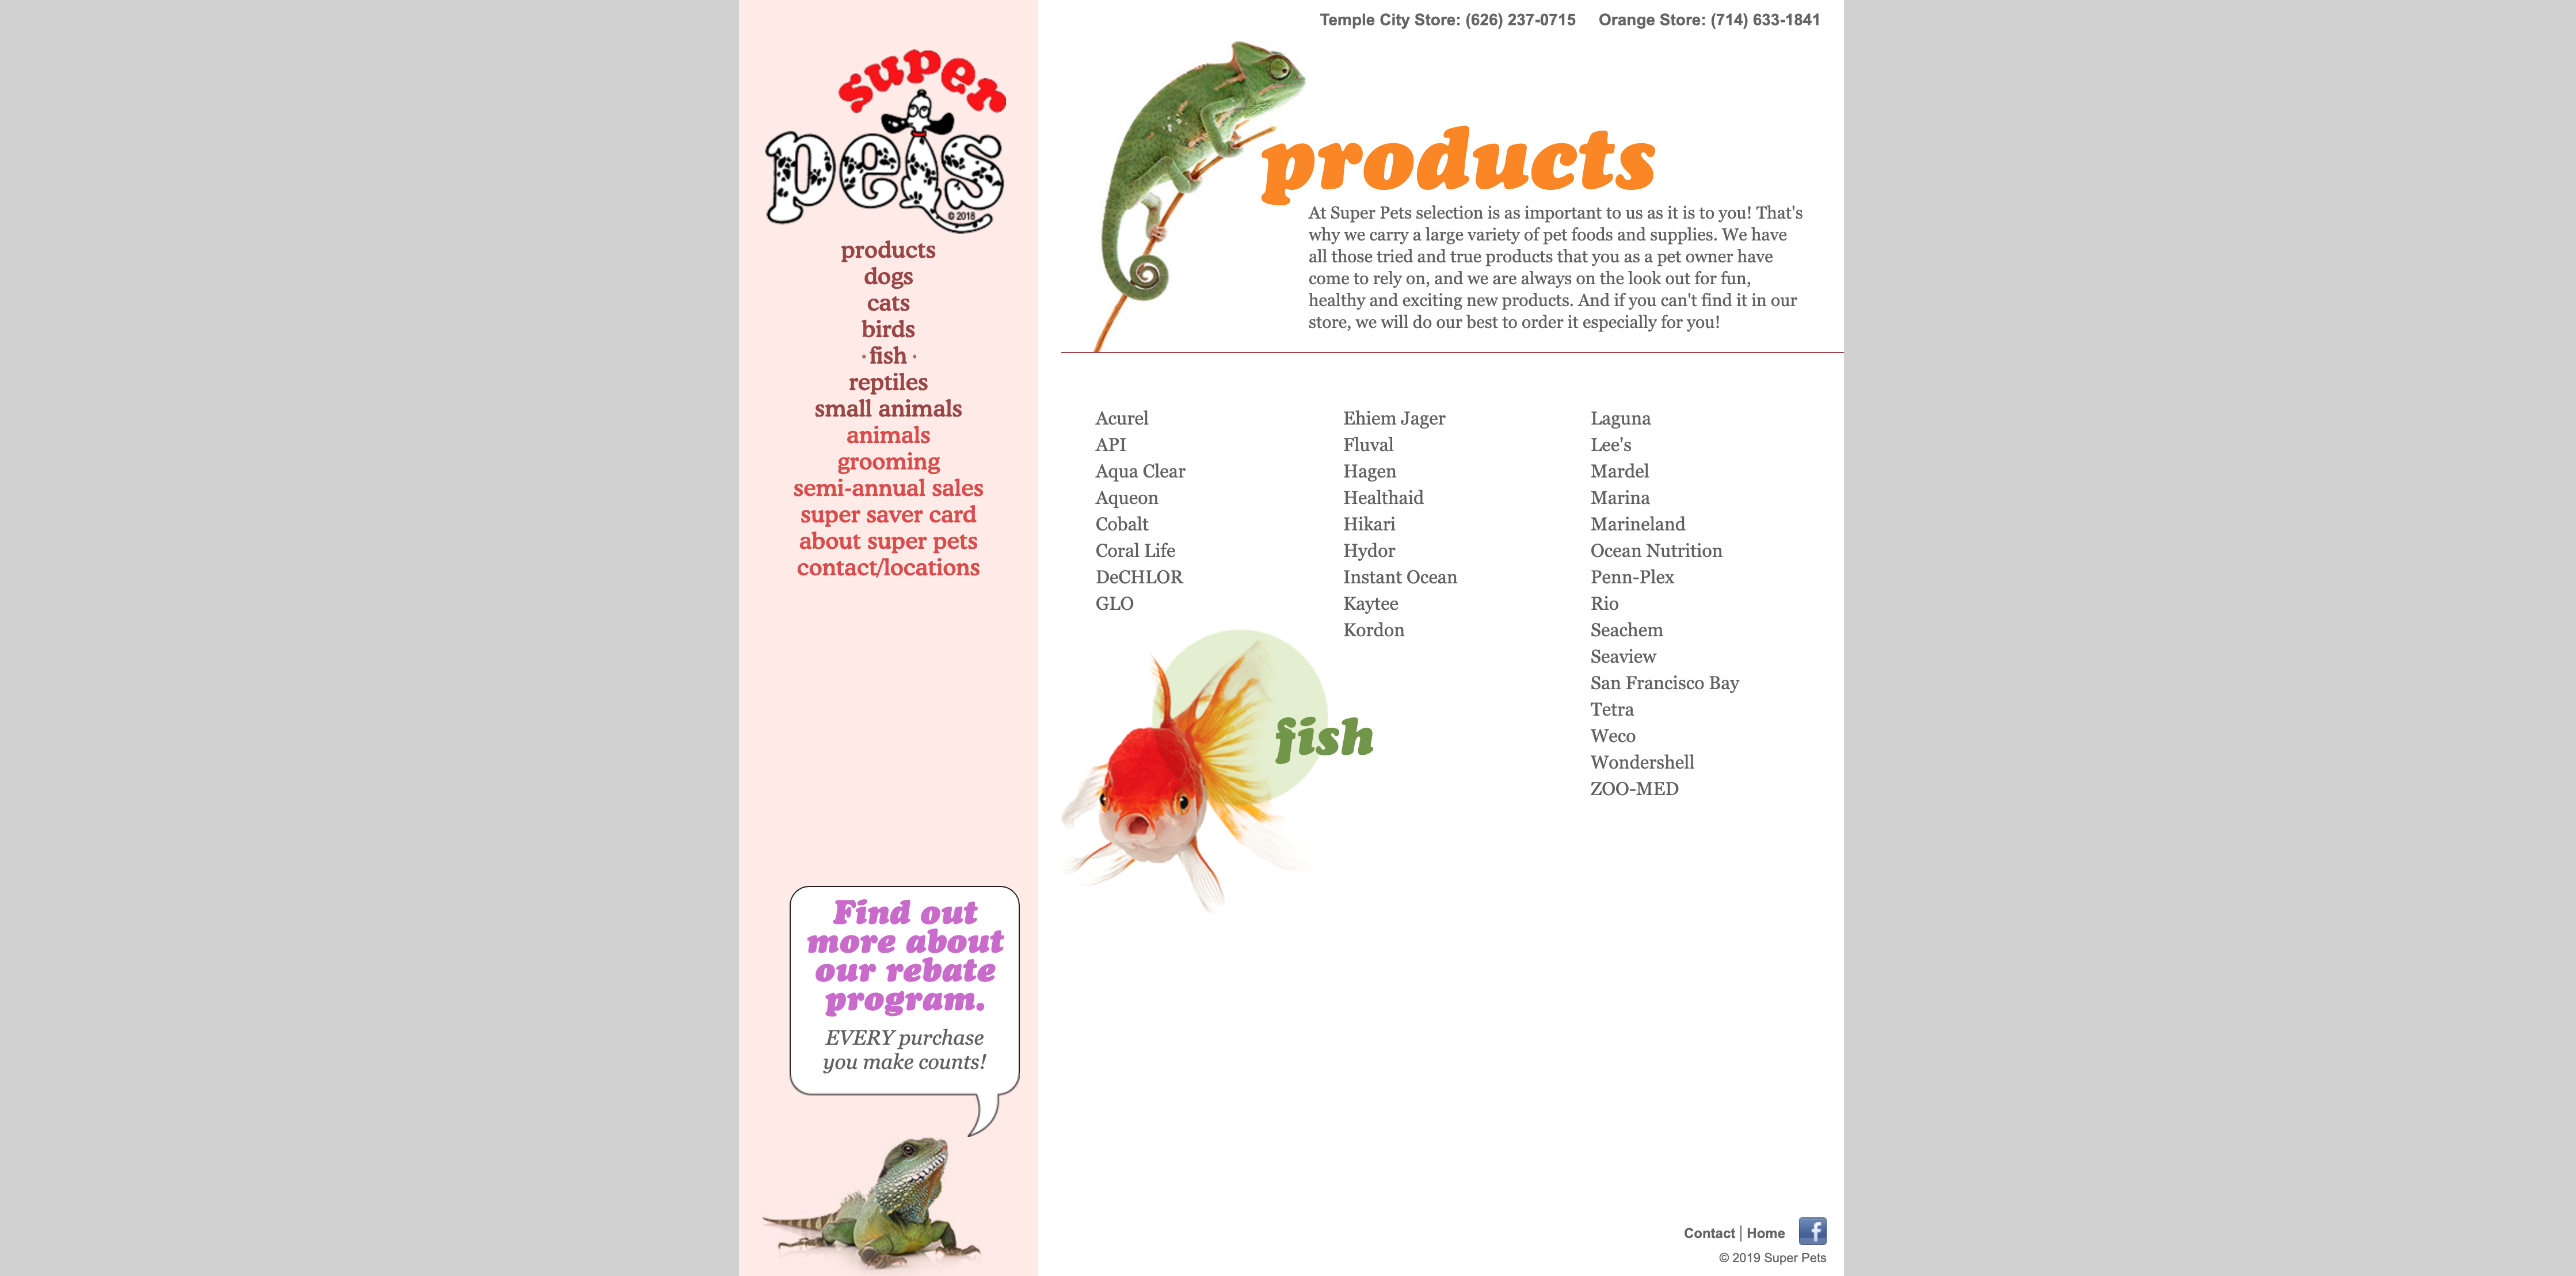 Temple City Store: (626) 237-0715 Orange Store: (714) 633-1841
super
pets
© 2018
products
dogs
cats
birds
· fish ·
reptiles
small animals
animals
grooming
semi-annual sales
super saver card
about super pets
contact/locations
Find out
more about
our rebate
program.
EVERY purchase
you make counts!
products
At Super Pets selection is as important to us as it is to you! That's
why we carry a large variety of pet foods and supplies. We have
all those tried and true products that you as a pet owner have
come to rely on, and we are always on the look out for fun,
healthy and exciting new products. And if you can't find it in our
store, we will do our best to order it especially for you!
Acurel
API
Aqua Clear
Aqueon
Cobalt
Coral Life
DeCHLOR
GLO
Ehiem Jager
Fluval
Hagen
Healthaid
Hikari
Hydor
Instant Ocean
Kaytee
Kordon
Laguna
Lee's
Mardel
Marina
Marineland
Ocean Nutrition
Penn-Plex
Rio
Seachem
Seaview
San Francisco Bay
Tetra
Weco
Wondershell
ZOO-MED
fish
Contact | Home f
© 2019 Super Pets